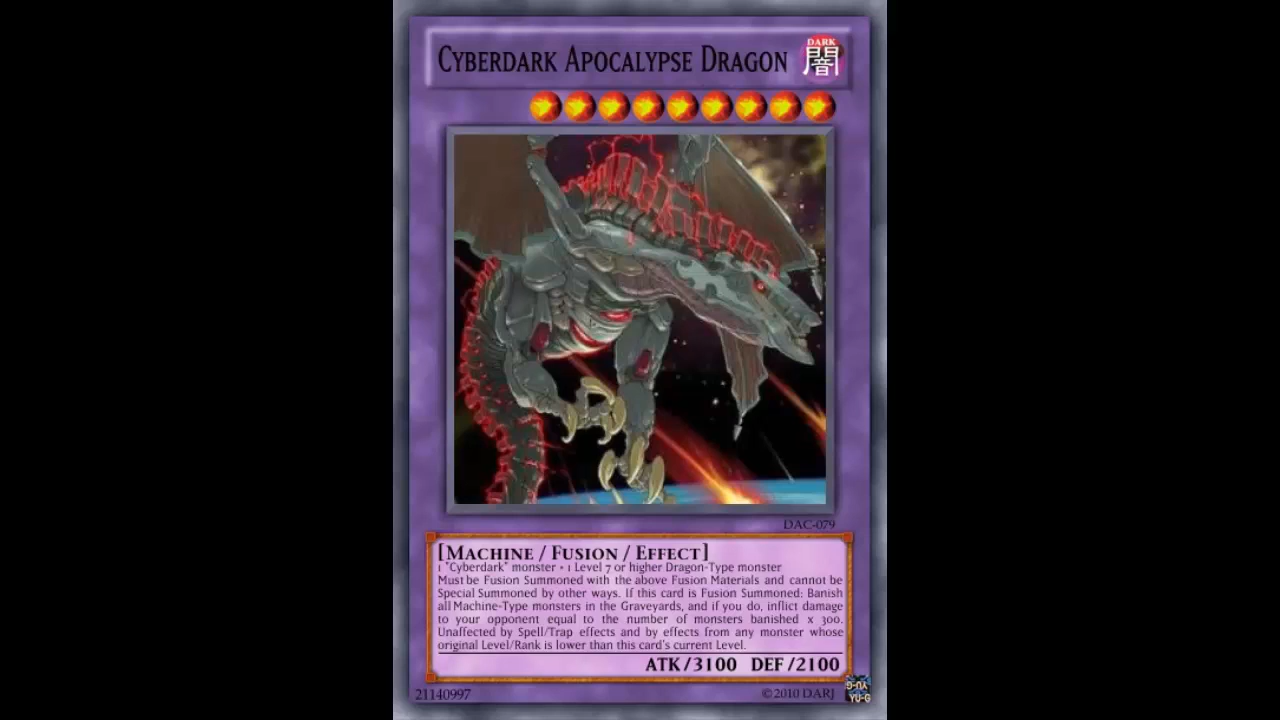 CYBERDARK APOCALYPSE DRAGON
DARK
闇
DAC-079
[MACHINE / FUSION / EFFECT]
1 "Cyberdark" monster + 1 Level 7 or higher Dragon-Type monster
Must be Fusion Summoned with the above Fusion Materials and cannot be
Special Summoned by other ways. If this card is Fusion Summoned: Banish
all Machine-Type monsters in the Graveyards, and if you do, inflict damage
to your opponent equal to the number of monsters banished x 300.
Unaffected by Spell/Trap effects and by effects from any monster whose
original Level/Rank is lower than this card's current Level.
ATK/3100 DEF/2100
21140997
©2010 DARJ
YU-G